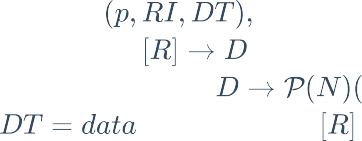 (p, RI, DT),
[R] → D
D → 𝒫(N)(
DT = data [R]